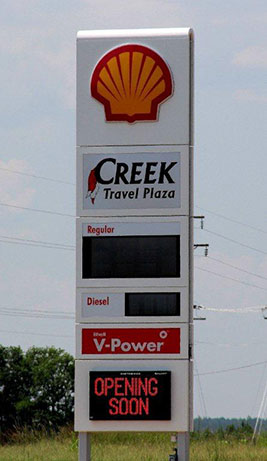 CREEK
Travel Plaza
Regular
Diesel
Shell
V-Power
OPENING
SOON